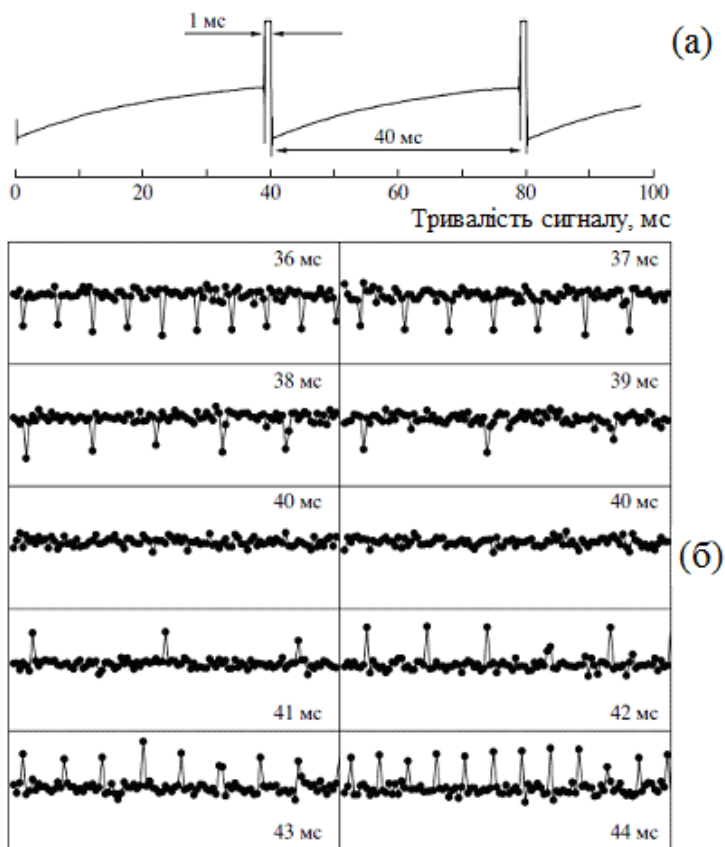 1 мс
(а)
40 мс
0 20 40 60 80 100
Тривалість сигналу, мс
36 мс 37 мс
38 мс 39 мс
40 мс 40 мс
(б)
41 мс 42 мс
43 мс 44 мс